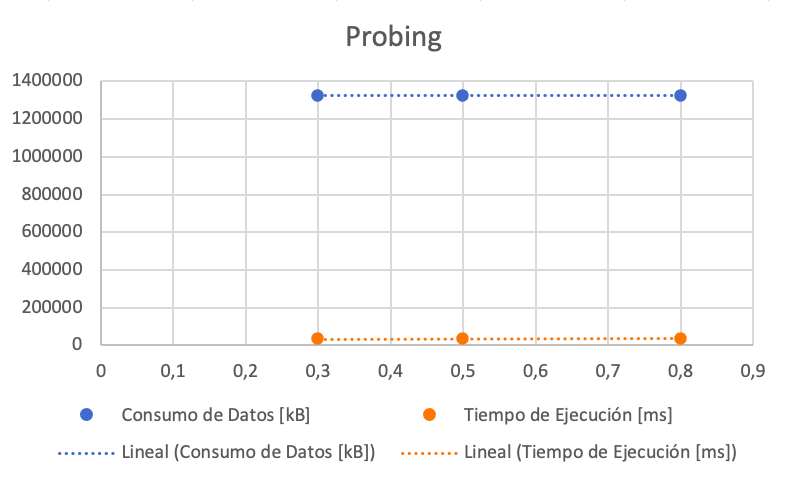 Probing
1400000
1200000
1000000
800000
600000
400000
200000
0
0 0,1 0,2 0,3 0,4 0,5 0,6 0,7 0,8 0,9
Consumo de Datos [kB] Tiempo de Ejecución [ms]
Lineal (Consumo de Datos [kB]) Lineal (Tiempo de Ejecución [ms])